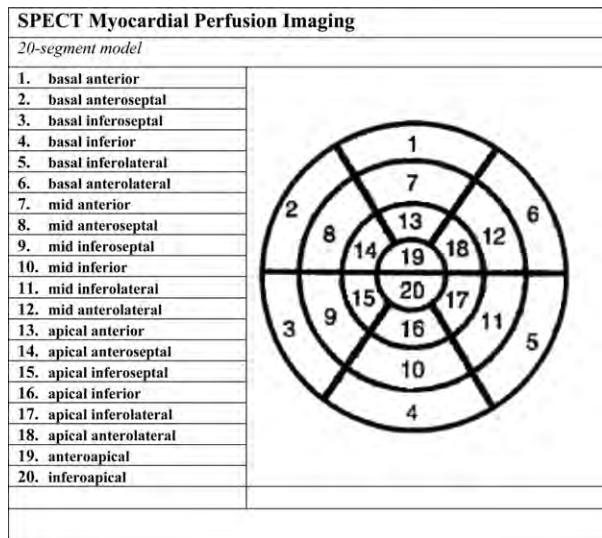 SPECT Myocardial Perfusion Imaging
20-segment model
1. basal anterior
2. basal anteroseptal
3. basal inferoseptal
4. basal inferior
5. basal inferolateral
6. basal anterolateral
7. mid anterior
8. mid anteroseptal
9. mid inferoseptal
10. mid inferior
11. mid inferolateral
12. mid anterolateral
13. apical anterior
14. apical anteroseptal
15. apical inferoseptal
16. apical inferior
17. apical inferolateral
18. apical anterolateral
19. anteroapical
20. inferoapical
1
7
2 13 6
8 14 18 12
19
20
15 17
3 9 16 11 5
10
4